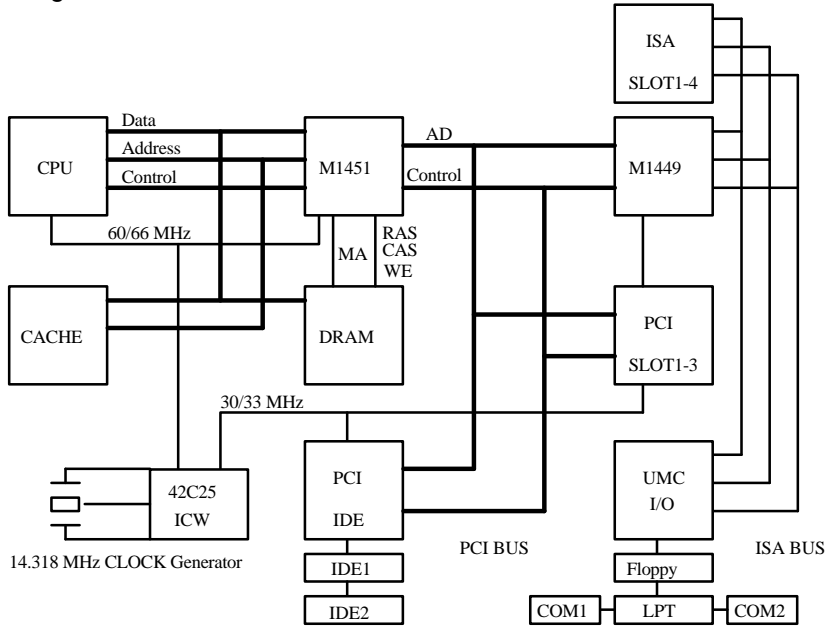 ISA
SLOT1-4
Data
Address
Control
CPU
M1451
AD
Control
M1449
60/66 MHz
MA
RAS
CAS
WE
CACHE
DRAM
PCI
SLOT1-3
30/33 MHz
42C25
ICW
PCI
IDE
UMC
I/O
14.318 MHz CLOCK Generator
PCI BUS
ISA BUS
IDE1
Floppy
IDE2
COM1
LPT
COM2